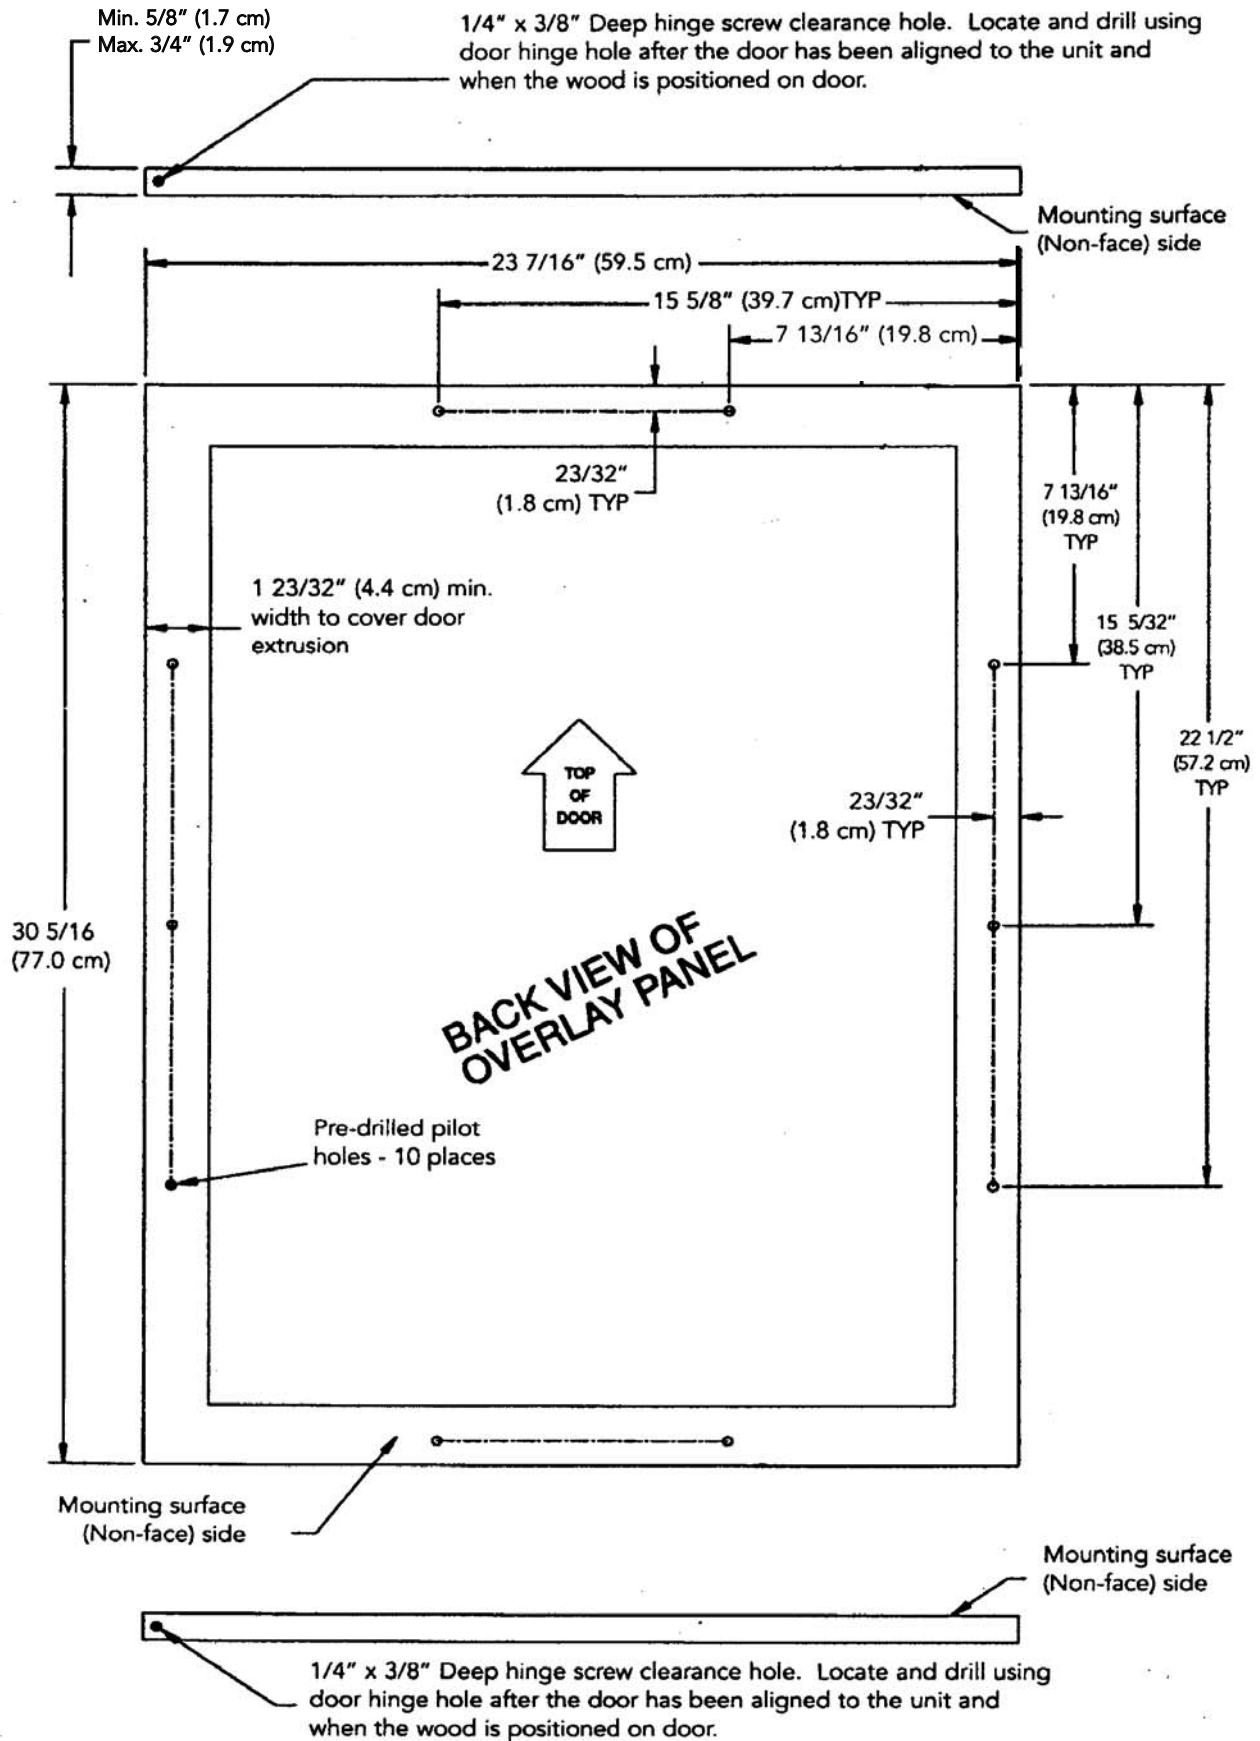 Min. 5/8" (1.7 cm)
Max. 3/4" (1.9 cm)
1/4" x 3/8" Deep hinge screw clearance hole. Locate and drill using
door hinge hole after the door has been aligned to the unit and
when the wood is positioned on door.
Mounting surface
(Non-face) side
23 7/16" (59.5 cm)
15 5/8" (39.7 cm)TYP
7 13/16" (19.8 cm)
23/32"
(1.8 cm) TYP
7 13/16"
(19.8 cm)
TYP
1 23/32" (4.4 cm) min.
width to cover door
extrusion
15 5/32"
(38.5 cm)
TYP
22 1/2"
(57.2 cm)
TYP
TOP
OF
DOOR
23/32"
(1.8 cm) TYP
30 5/16
(77.0 cm)
BACK VIEW OF
OVERLAY PANEL
Pre-drilled pilot
holes - 10 places
Mounting surface
(Non-face) side
Mounting surface
(Non-face) side
1/4" x 3/8" Deep hinge screw clearance hole. Locate and drill using
door hinge hole after the door has been aligned to the unit and
when the wood is positioned on door.